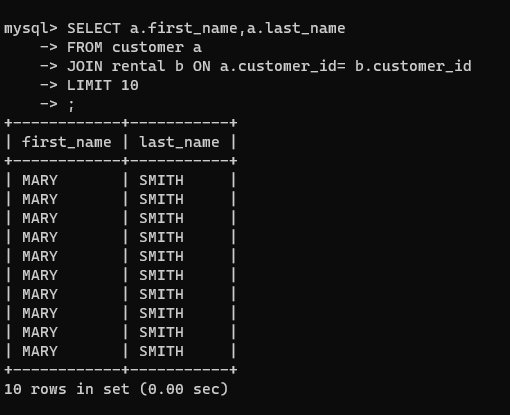 mysql> SELECT a.first_name,a.last_name
    -> FROM customer a
    -> JOIN rental b ON a.customer_id= b.customer_id
    -> LIMIT 10
    -> ;
+------------+-----------+
| first_name | last_name |
+------------+-----------+
| MARY       | SMITH     |
| MARY       | SMITH     |
| MARY       | SMITH     |
| MARY       | SMITH     |
| MARY       | SMITH     |
| MARY       | SMITH     |
| MARY       | SMITH     |
| MARY       | SMITH     |
| MARY       | SMITH     |
| MARY       | SMITH     |
+------------+-----------+
10 rows in set (0.00 sec)